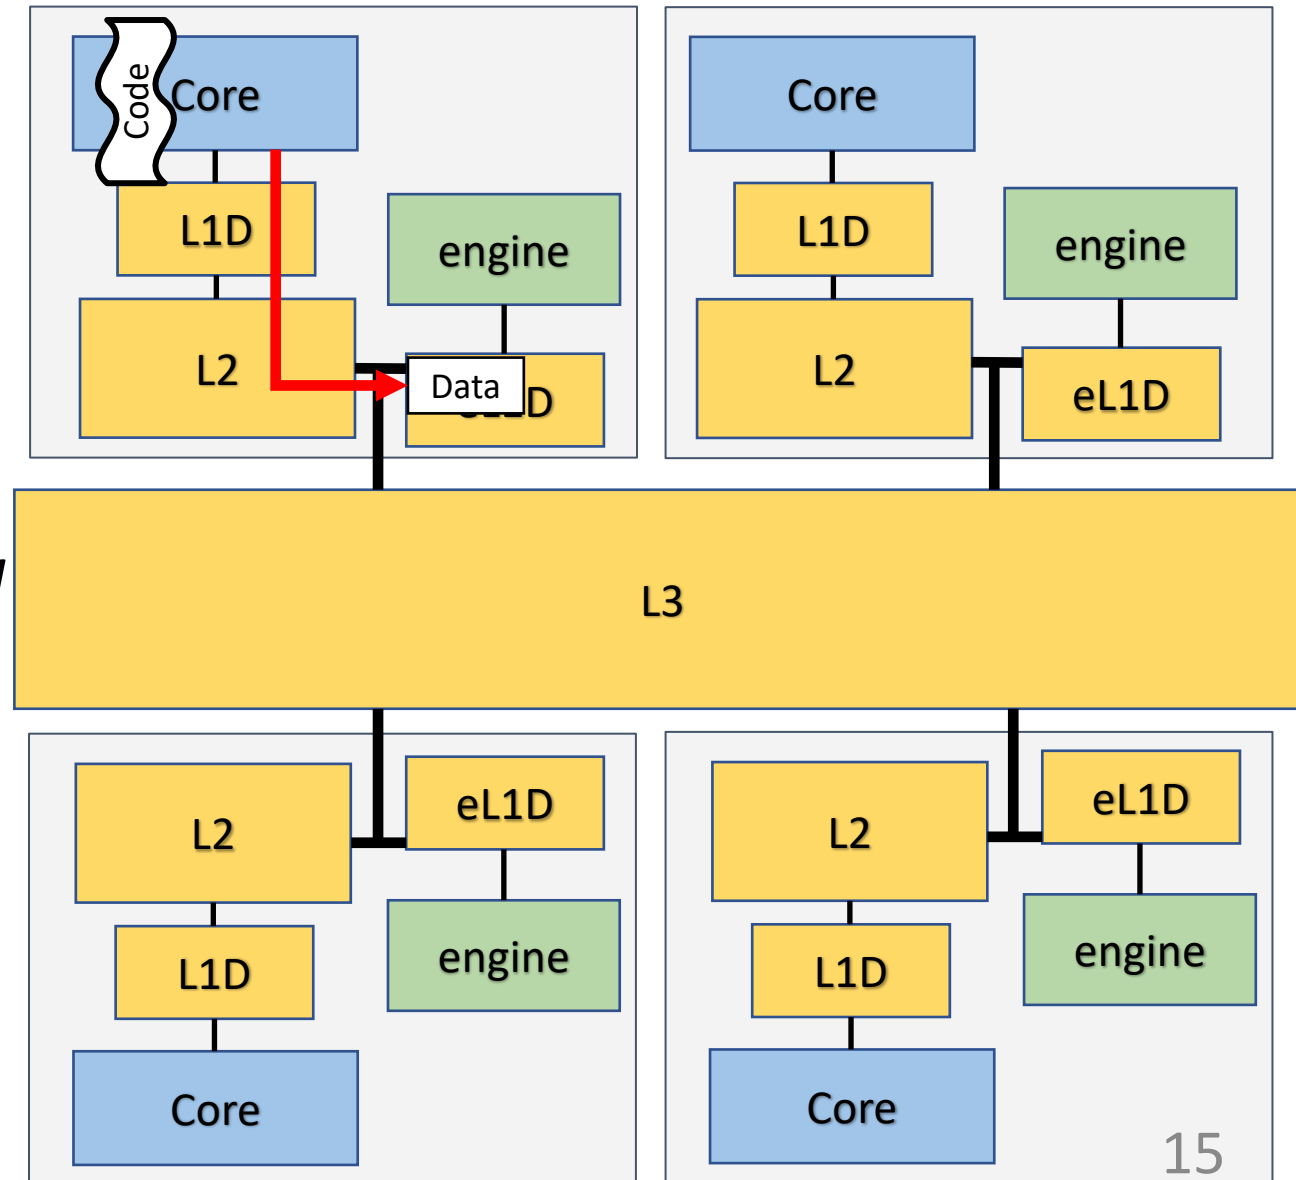 Code
Core
Core
L1D
engine
L1D
engine
L2
Data
L2
eL1D
L3
L2
eL1D
L2
eL1D
L1D
engine
L1D
engine
Core
Core
15